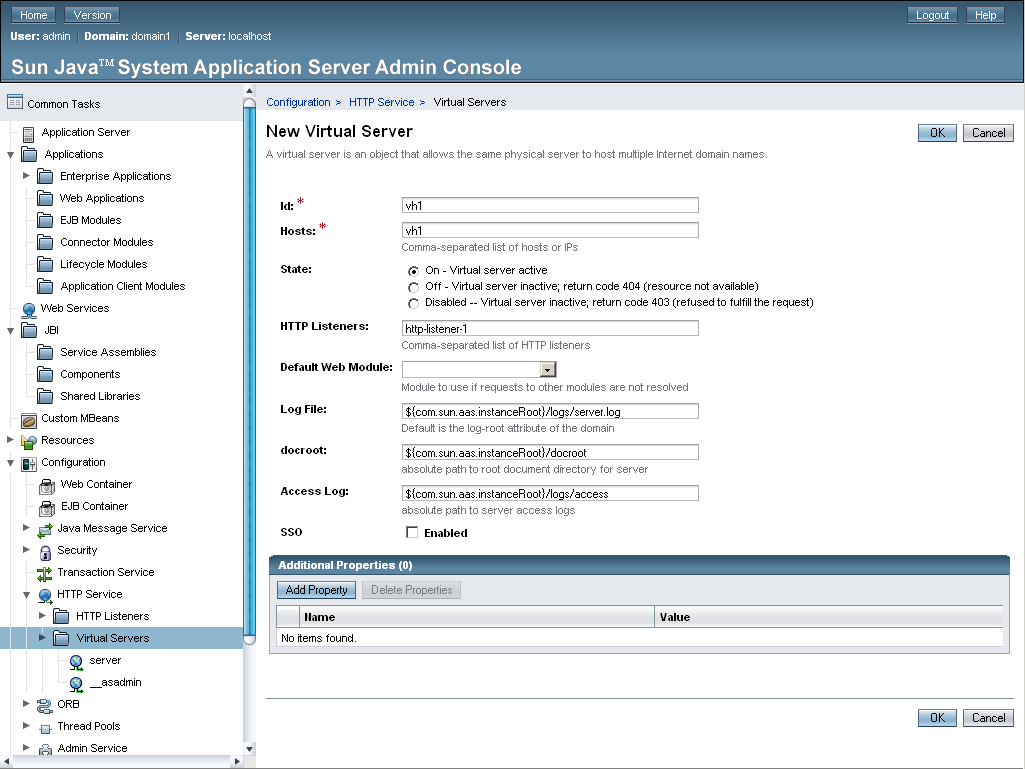 Home Version Logout Help
User: admin Domain: domain1 Server: localhost
Sun Java™ System Application Server Admin Console
Common Tasks
Application Server
Applications
Enterprise Applications
Web Applications
EJB Modules
Connector Modules
Lifecycle Modules
Application Client Modules
Web Services
JBI
Service Assemblies
Components
Shared Libraries
Custom MBeans
Resources
Configuration
Web Container
EJB Container
Java Message Service
Security
Transaction Service
HTTP Service
HTTP Listeners
Virtual Servers
server
__asadmin
ORB
Thread Pools
Admin Service
Configuration > HTTP Service > Virtual Servers
New Virtual Server
OK Cancel
A virtual server is an object that allows the same physical server to host multiple Internet domain names.
Id: * vh1
Hosts: * vh1
Comma-separated list of hosts or IPs
State: On - Virtual server active
Off - Virtual server inactive; return code 404 (resource not available)
Disabled -- Virtual server inactive; return code 403 (refused to fulfill the request)
HTTP Listeners: http-listener-1
Comma-separated list of HTTP listeners
Default Web Module:
Module to use if requests to other modules are not resolved
Log File: ${com.sun.aas.instanceRoot}/logs/server.log
Default is the log-root attribute of the domain
docroot: ${com.sun.aas.instanceRoot}/docroot
absolute path to root document directory for server
Access Log: ${com.sun.aas.instanceRoot}/logs/access
absolute path to server access logs
SSO Enabled
Additional Properties (0)
Add Property Delete Properties
Name Value
No items found.
OK Cancel